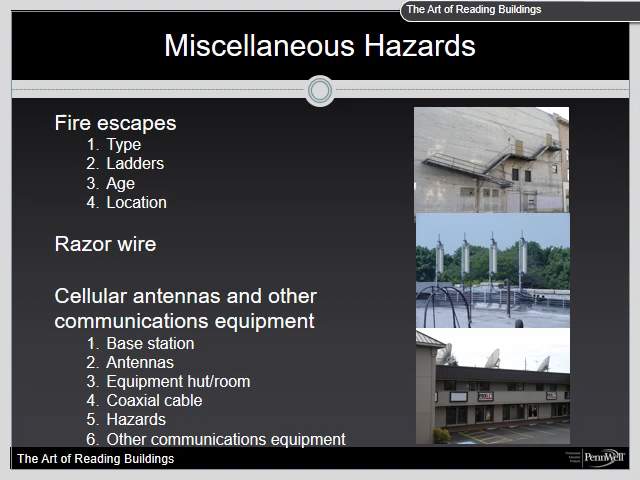 The Art of Reading Buildings
Miscellaneous Hazards
Fire escapes
1. Type
2. Ladders
3. Age
4. Location
Razor wire
Cellular antennas and other
communications equipment
1. Base station
2. Antennas
3. Equipment hut/room
4. Coaxial cable
5. Hazards
6. Other communications equipment
The Art of Reading Buildings
PennWell